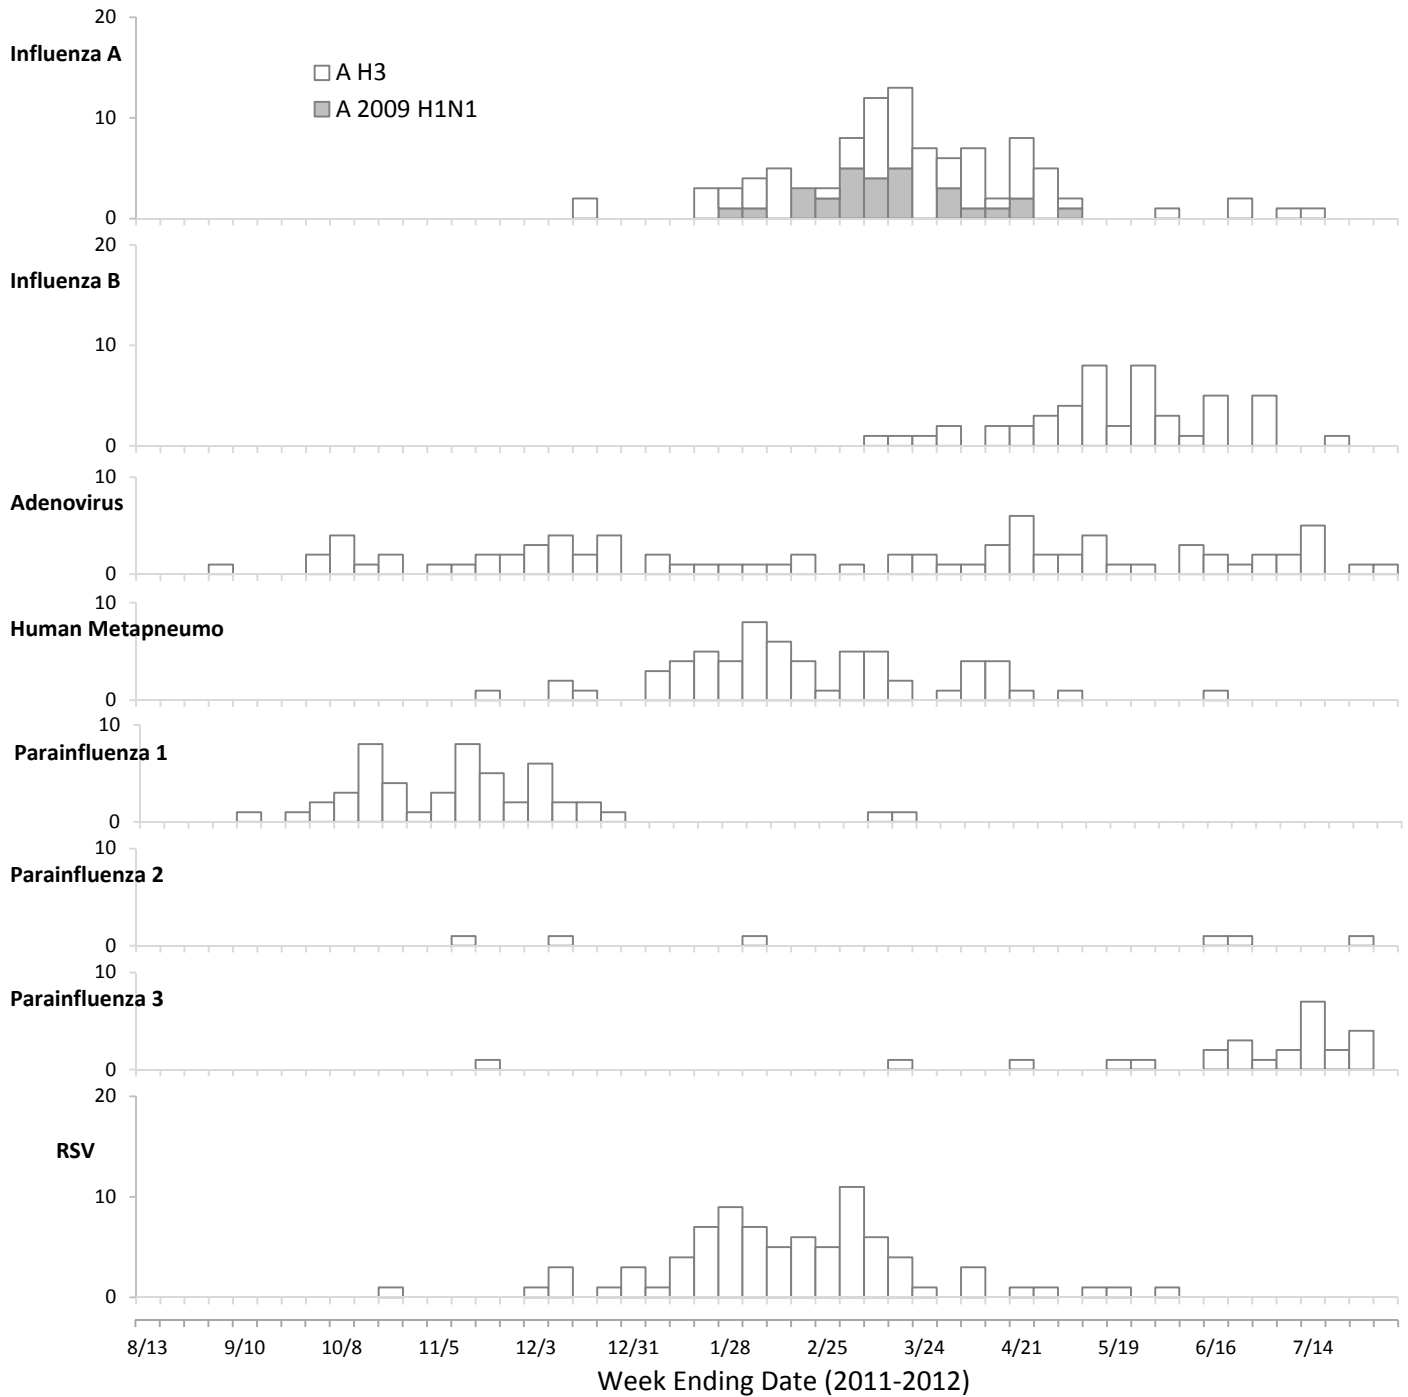 20
Influenza A
A H3
A 2009 H1N1
10
0
20
Influenza B
10
0
10
Adenovirus
0
10
Human Metapneumo
0
10
Parainfluenza 1
0
10
Parainfluenza 2
0
10
Parainfluenza 3
0
20
RSV
10
0
8/13 9/10 10/8 11/5 12/3 12/31 1/28 2/25 3/24 4/21 5/19 6/16 7/14
Week Ending Date (2011-2012)